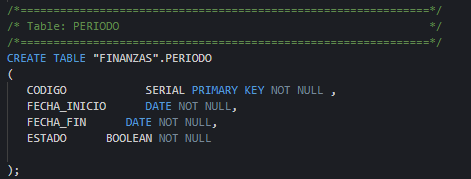 /*==============================================================*/
/* Table: PERIODO                                               */
/*==============================================================*/
CREATE TABLE "FINANZAS".PERIODO
(
   CODIGO            SERIAL PRIMARY KEY NOT NULL ,
   FECHA_INICIO      DATE NOT NULL,
   FECHA_FIN      DATE NOT NULL,
   ESTADO      BOOLEAN NOT NULL
);